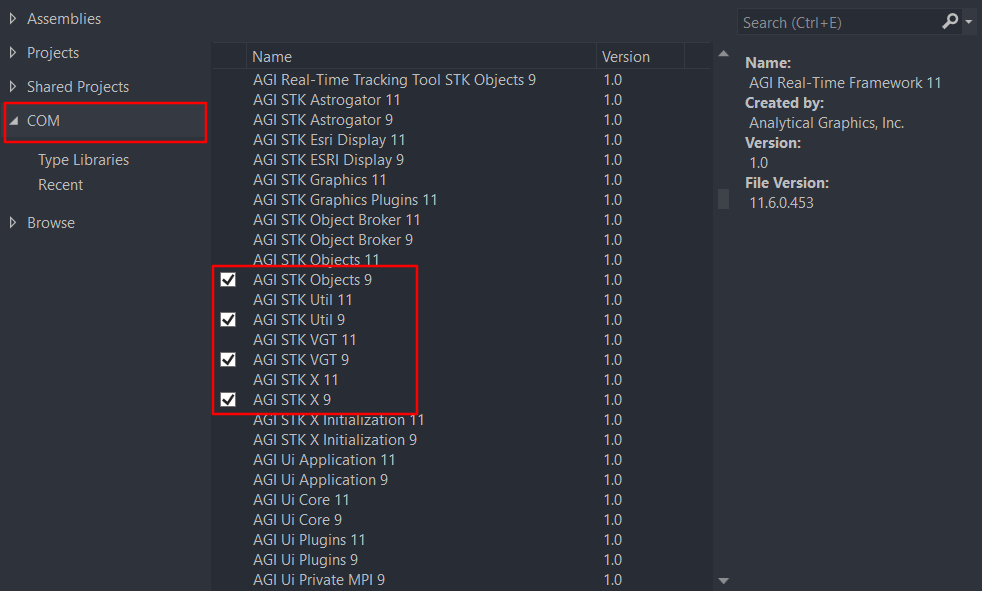 Assemblies
Projects
Shared Projects
COM
Type Libraries
Recent
Browse
Name Version
AGI Real-Time Tracking Tool STK Objects 9 1.0
AGI STK Astrogator 11 1.0
AGI STK Astrogator 9 1.0
AGI STK Esri Display 11 1.0
AGI STK ESRI Display 9 1.0
AGI STK Graphics 11 1.0
AGI STK Graphics Plugins 11 1.0
AGI STK Object Broker 11 1.0
AGI STK Object Broker 9 1.0
AGI STK Objects 11 1.0
AGI STK Objects 9 1.0
AGI STK Util 11 1.0
AGI STK Util 9 1.0
AGI STK VGT 11 1.0
AGI STK VGT 9 1.0
AGI STK X 11 1.0
AGI STK X 9 1.0
AGI STK X Initialization 11 1.0
AGI STK X Initialization 9 1.0
AGI Ui Application 11 1.0
AGI Ui Application 9 1.0
AGI Ui Core 11 1.0
AGI Ui Core 9 1.0
AGI Ui Plugins 11 1.0
AGI Ui Plugins 9 1.0
AGI Ui Private MPI 9 1.0
Search (Ctrl+E)
Name:
AGI Real-Time Framework 11
Created by:
Analytical Graphics, Inc.
Version:
1.0
File Version:
11.6.0.453